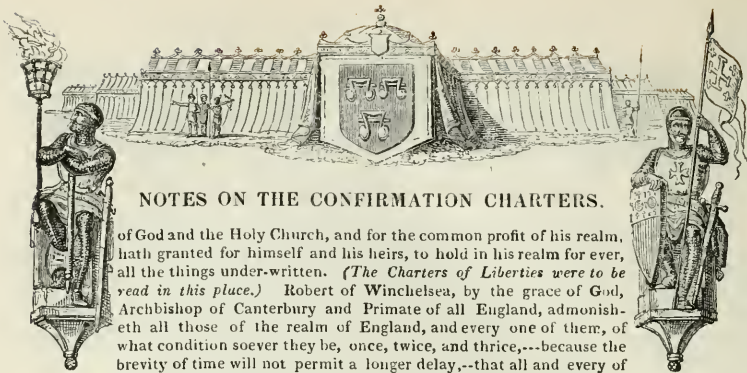 NOTES ON THE CONFIRMATION CHARTERS.
of God and the Holy Church, and for the common profit of his realm,
hath granted for himself and his heirs, to hold in his realm for ever,
all the things under-written. (The Charters of Liberties were to be
read in this place.) Robert of Winchelsea, by the grace of God,
Archbishop of Canterbury and Primate of all England, admonish-
eth all those of the realm of England, and every one of them, of
what condition soever they be, once, twice, and thrice,---because the
brevity of time will not permit a longer delay,--that all and every of